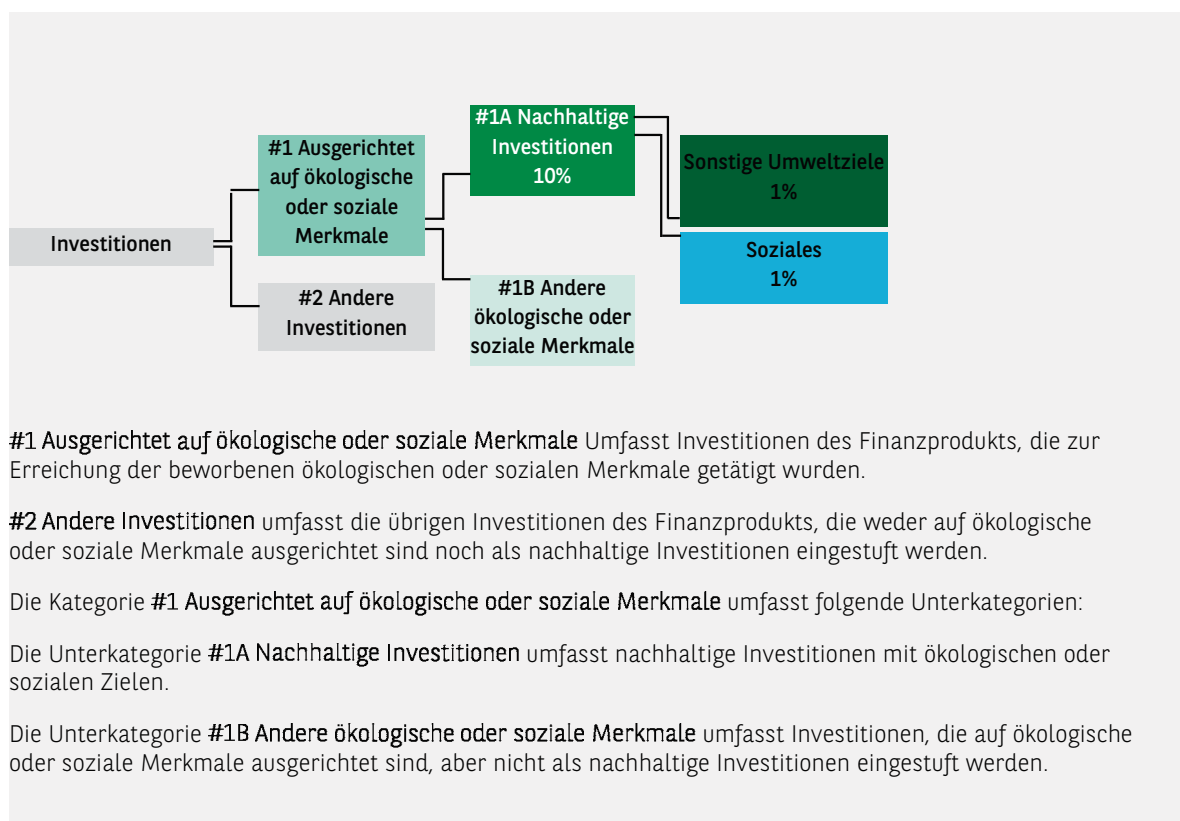 #1A Nachhaltige
Investitionen
10%
#1 Ausgerichtet
auf ökologische
oder soziale
Merkmale
Sonstige Umweltziele
1%
Investitionen
Soziales
1%
#2 Andere
Investitionen
#1B Andere
ökologische oder
soziale Merkmale
#1 Ausgerichtet auf ökologische oder soziale Merkmale Umfasst Investitionen des Finanzprodukts, die zur
Erreichung der beworbenen ökologischen oder sozialen Merkmale getätigt wurden.
#2 Andere Investitionen umfasst die übrigen Investitionen des Finanzprodukts, die weder auf ökologische
oder soziale Merkmale ausgerichtet sind noch als nachhaltige Investitionen eingestuft werden.
Die Kategorie #1 Ausgerichtet auf ökologische oder soziale Merkmale umfasst folgende Unterkategorien:
Die Unterkategorie #1A Nachhaltige Investitionen umfasst nachhaltige Investitionen mit ökologischen oder
sozialen Zielen.
Die Unterkategorie #1B Andere ökologische oder soziale Merkmale umfasst Investitionen, die auf ökologische
oder soziale Merkmale ausgerichtet sind, aber nicht als nachhaltige Investitionen eingestuft werden.